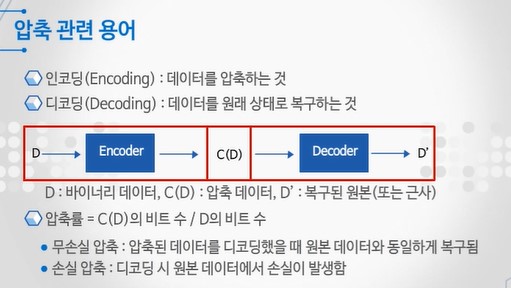 압축 관련 용어
인코딩(Encoding) : 데이터를 압축하는 것
디코딩(Decoding) : 데이터를 원래 상태로 복구하는 것
D Encoder C(D) Decoder D’
D : 바이너리 데이터, C(D) : 압축 데이터, D’ : 복구된 원본(또는 근사)
압축률 = C(D)의 비트 수 / D의 비트 수
• 무손실 압축 : 압축된 데이터를 디코딩했을 때 원본 데이터와 동일하게 복구됨
• 손실 압축 : 디코딩 시 원본 데이터에서 손실이 발생함